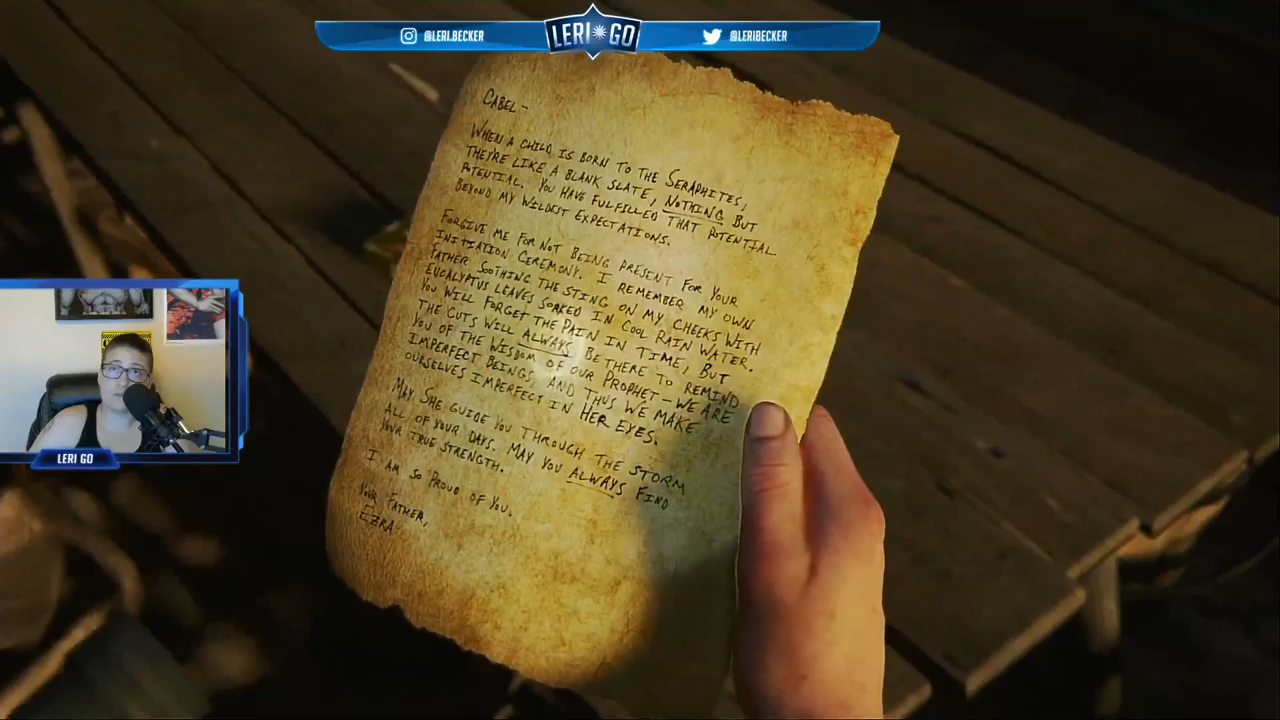 @LERI.BECKER
LERI GO
@LERIBECKER
CABEL-
WHEN A CHILD IS BORN TO THE SERAPHITES,
THEY'RE LIKE A BLANK SLATE, NOTHING BUT
POTENTIAL. YOU HAVE FULFILLED THAT POTENTIAL
BEYOND MY WILDEST EXPECTATIONS.
FORGIVE ME FOR NOT BEING PRESENT FOR YOUR
INITIATION CEREMONY. I REMEMBER MY OWN
FATHER SOOTHING THE STING ON MY CHEEKS WITH
EUCALYPTUS LEAVES SOAKED IN COOL RAIN WATER.
YOU WILL FORGET THE PAIN IN TIME, BUT
THE CUTS WILL ALWAYS BE THERE TO REMIND
YOU OF THE WISDOM OF OUR PROPHET - WE ARE
IMPERFECT BEINGS, AND THUS WE MAKE
OURSELVES IMPERFECT IN HER EYES.
MAY SHE GUIDE YOU THROUGH THE STORM
ALL OF YOUR DAYS. MAY YOU ALWAYS FIND
YOUR TRUE STRENGTH.
I AM SO PROUD OF YOU.
YOUR FATHER,
EZRA
LERI GO